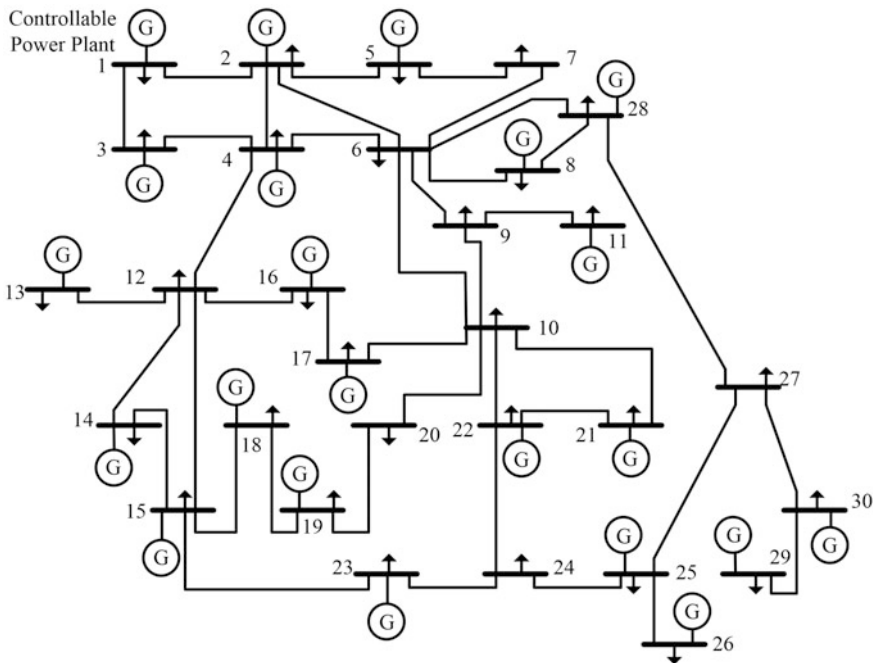 Controllable
Power Plant
G G G
1 2 5 7
G
28
G
3 4 6 8
G G
9 11
G G G
13 12 16
10
17
G
27
G
14 18 20 22 21
G G G G
15 19 30
G G
G G
23 24 25 29
G G
26